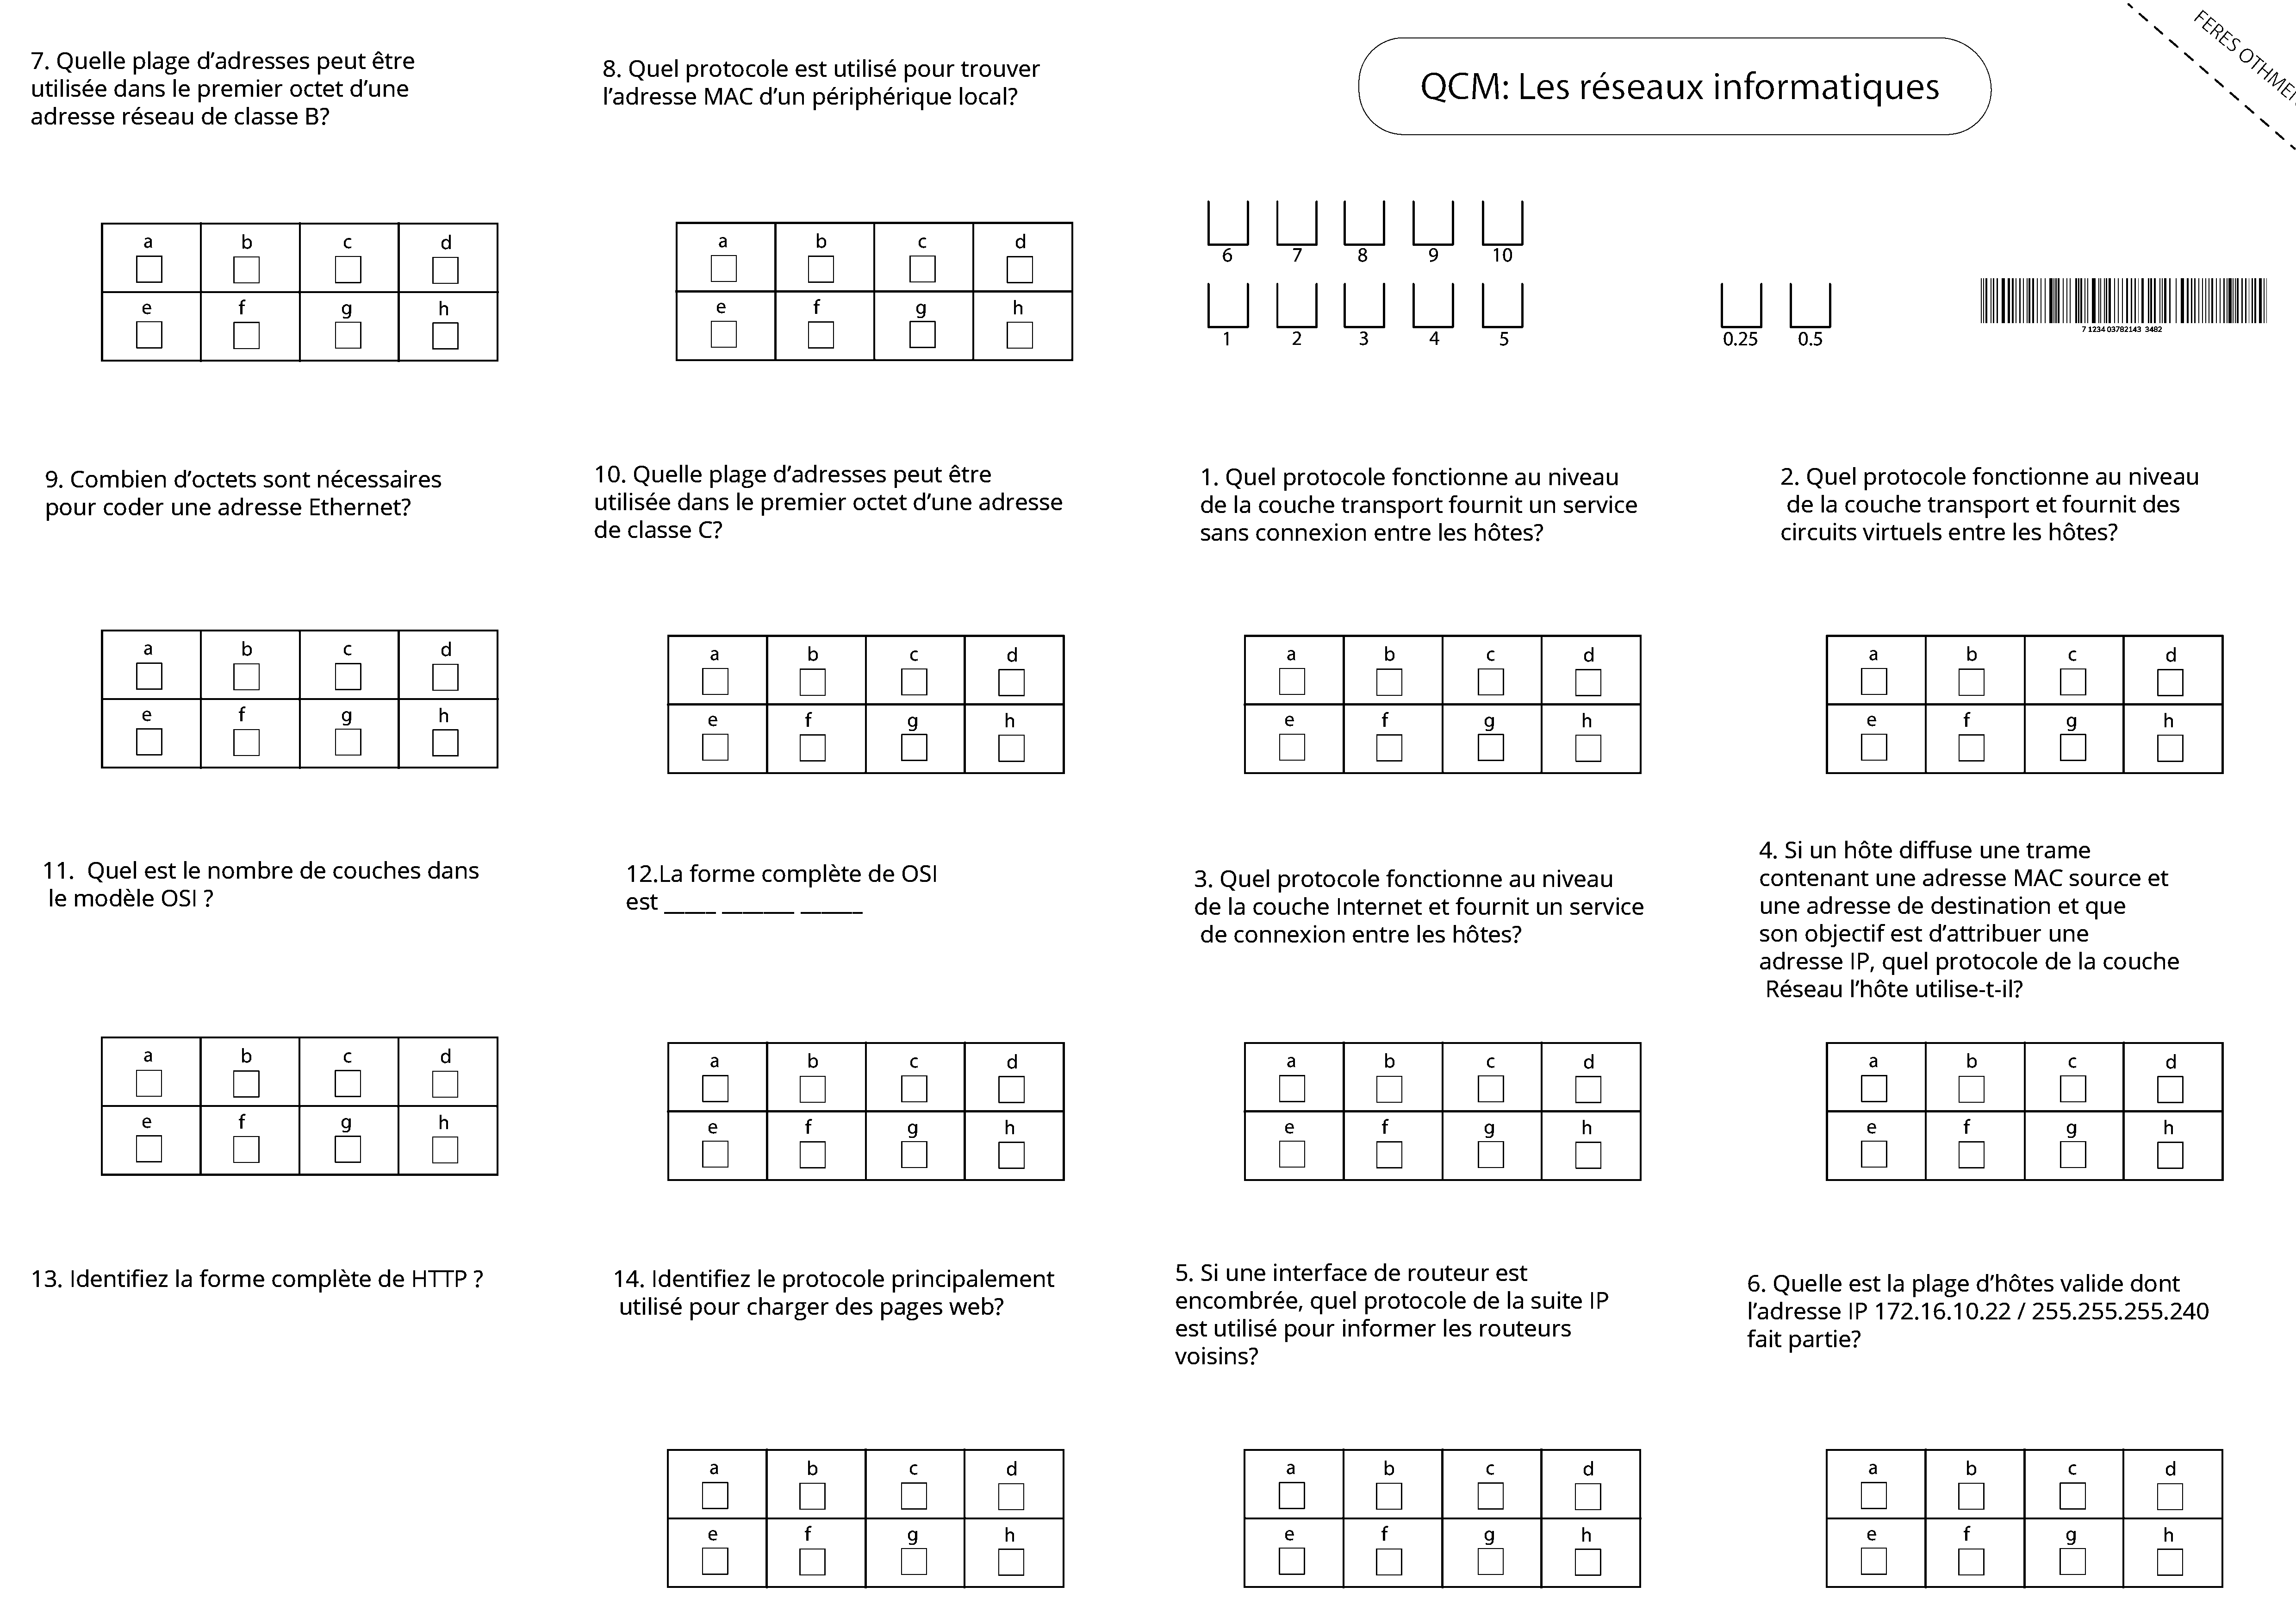 7. Quelle plage d’adresses peut être
utilisée dans le premier octet d’une
adresse réseau de classe B?
a b c d
e f g h
8. Quel protocole est utilisé pour trouver
l’adresse MAC d’un périphérique local?
a b c d
e f g h
9. Combien d’octets sont nécessaires
pour coder une adresse Ethernet?
a b c d
e f g h
10. Quelle plage d’adresses peut être
utilisée dans le premier octet d’une adresse
de classe C?
a b c d
e f g h
11. Quel est le nombre de couches dans
le modèle OSI ?
a b c d
e f g h
12.La forme complète de OSI
est _____ _______ ______
a b c d
e f g h
13. Identifiez la forme complète de HTTP ?
14. Identifiez le protocole principalement
utilisé pour charger des pages web?
a b c d
e f g h
QCM: Les réseaux informatiques
FERES OTHMEN
6 7 8 9 10
1 2 3 4 5
0.25 0.5
7 1234 03782143 3482
1. Quel protocole fonctionne au niveau
de la couche transport fournit un service
sans connexion entre les hôtes?
a b c d
e f g h
2. Quel protocole fonctionne au niveau
de la couche transport et fournit des
circuits virtuels entre les hôtes?
a b c d
e f g h
3. Quel protocole fonctionne au niveau
de la couche Internet et fournit un service
de connexion entre les hôtes?
a b c d
e f g h
4. Si un hôte diffuse une trame
contenant une adresse MAC source et
une adresse de destination et que
son objectif est d’attribuer une
adresse IP, quel protocole de la couche
Réseau l’hôte utilise-t-il?
a b c d
e f g h
5. Si une interface de routeur est
encombrée, quel protocole de la suite IP
est utilisé pour informer les routeurs
voisins?
a b c d
e f g h
6. Quelle est la plage d’hôtes valide dont
l’adresse IP 172.16.10.22 / 255.255.255.240
fait partie?
a b c d
e f g h